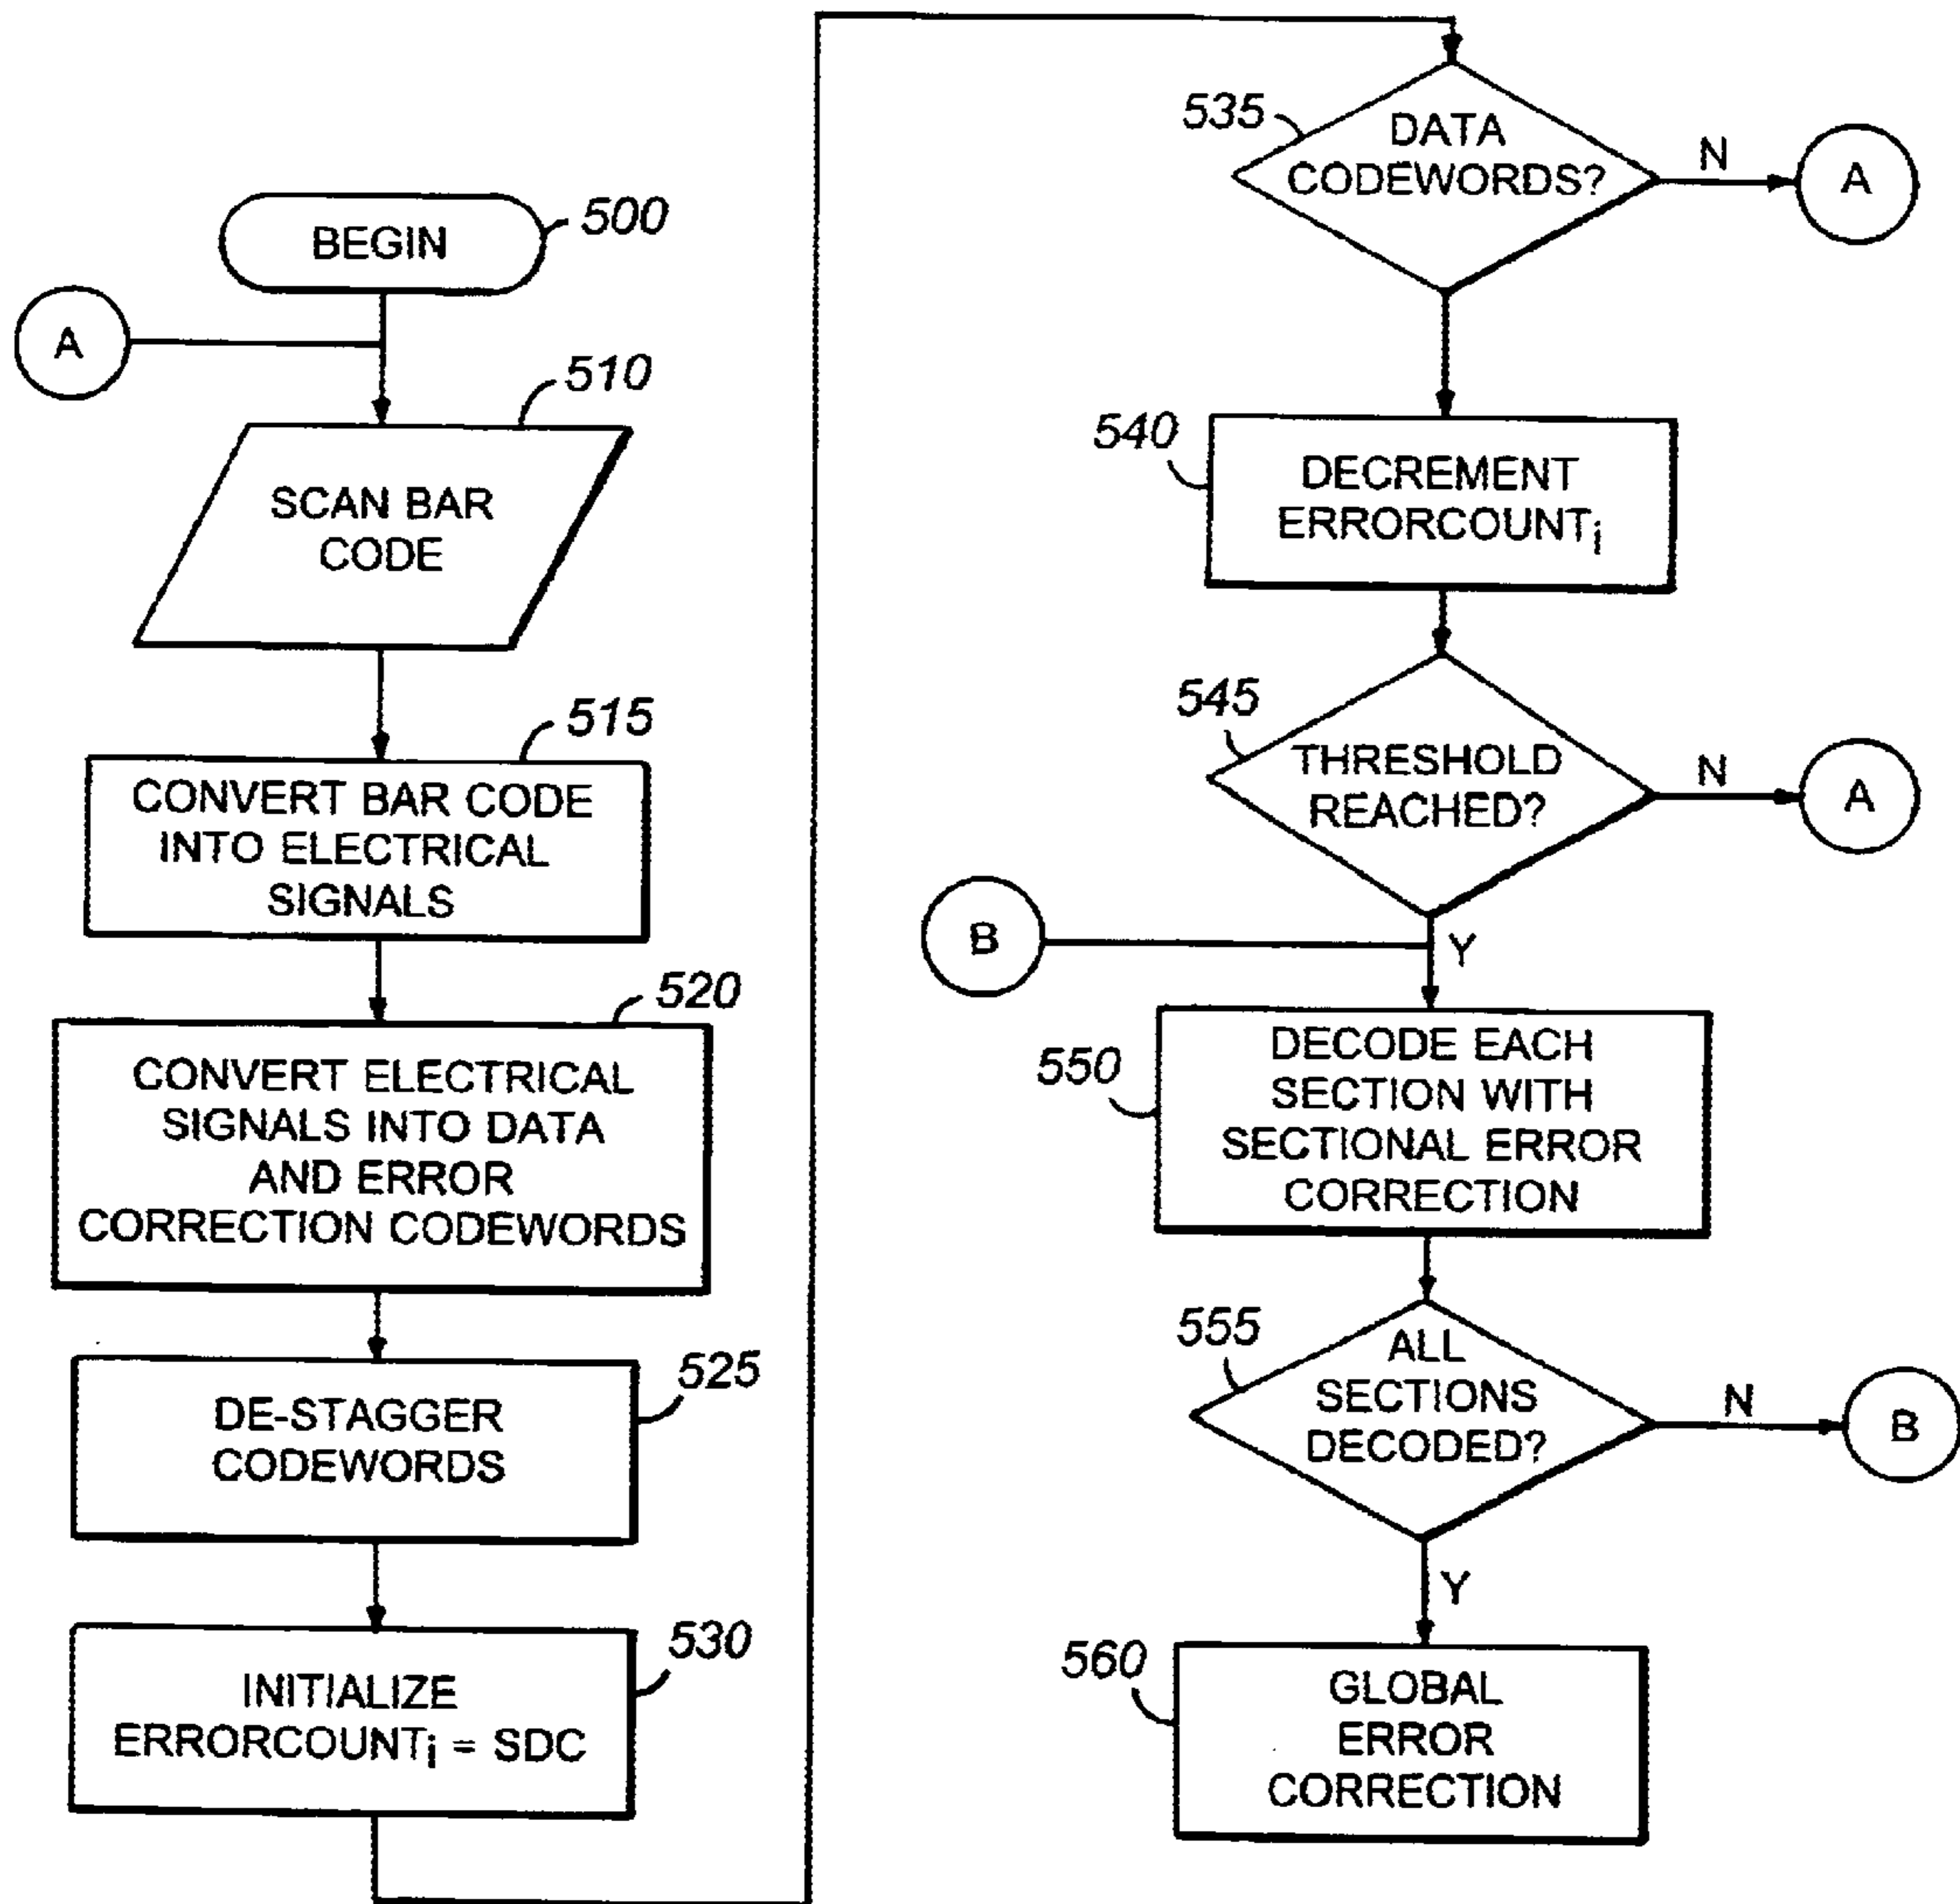 BEGIN
500
A
510
SCAN BAR
CODE
515
CONVERT BAR CODE
INTO ELECTRICAL
SIGNALS
520
CONVERT ELECTRICAL
SIGNALS INTO DATA
AND ERROR
CORRECTION CODEWORDS
525
DE-STAGGER
CODEWORDS
530
INITIALIZE
ERRORCOUNTi = SDC
535
DATA
CODEWORDS?
N
A
540
DECREMENT
ERRORCOUNTi
545
THRESHOLD
REACHED?
N
A
B
Y
550
DECODE EACH
SECTION WITH
SECTIONAL ERROR
CORRECTION
555
ALL
SECTIONS
DECODED?
N
B
Y
560
GLOBAL
ERROR
CORRECTION